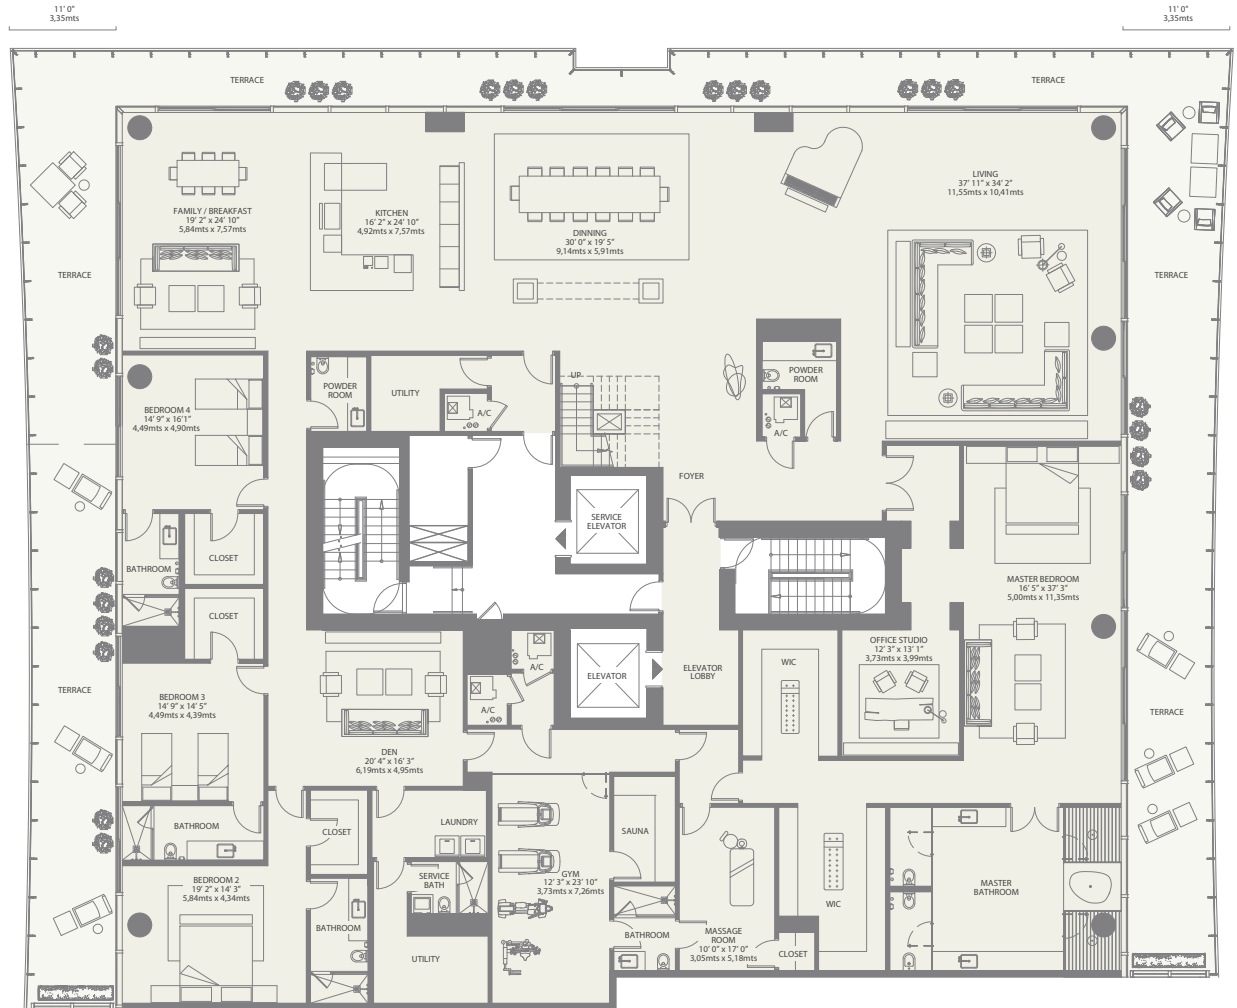 11' 0"
3,35mts
11' 0"
3,35mts
TERRACE
TERRACE
LIVING
37' 11" x 34' 2"
11,55mts x 10,41mts
FAMILY / BREAKFAST
19' 2" x 24' 10"
5,84mts x 7,57mts
KITCHEN
16' 2" x 24' 10"
4,92mts x 7,57mts
DINNING
30' 0" x 19' 5"
9,14mts x 5,91mts
TERRACE
TERRACE
UP
POWDER
ROOM
UTILITY
A/C
POWDER
ROOM
A/C
BEDROOM 4
14' 9" x 16'1"
4,49mts x 4,90mts
FOYER
SERVICE
ELEVATOR
CLOSET
BATHROOM
CLOSET
MASTER BEDROOM
16' 5" x 37' 3"
5,00mts x 11,35mts
OFFICE STUDIO
12' 3" x 13' 1"
3,73mts x 3,99mts
WIC
ELEVATOR
LOBBY
ELEVATOR
A/C
A/C
TERRACE
BEDROOM 3
14' 9" x 14' 5"
4,49mts x 4,39mts
TERRACE
DEN
20' 4" x 16' 3"
6,19mts x 4,95mts
BATHROOM
CLOSET
LAUNDRY
SAUNA
GYM
12' 3" x 23' 10"
3,73mts x 7,26mts
SERVICE
BATH
BEDROOM 2
19' 2" x 14' 3"
5,84mts x 4,34mts
MASTER
BATHROOM
WIC
BATHROOM
BATHROOM
MASSAGE
ROOM
10' 0" x 17' 0"
3,05mts x 5,18mts
CLOSET
UTILITY